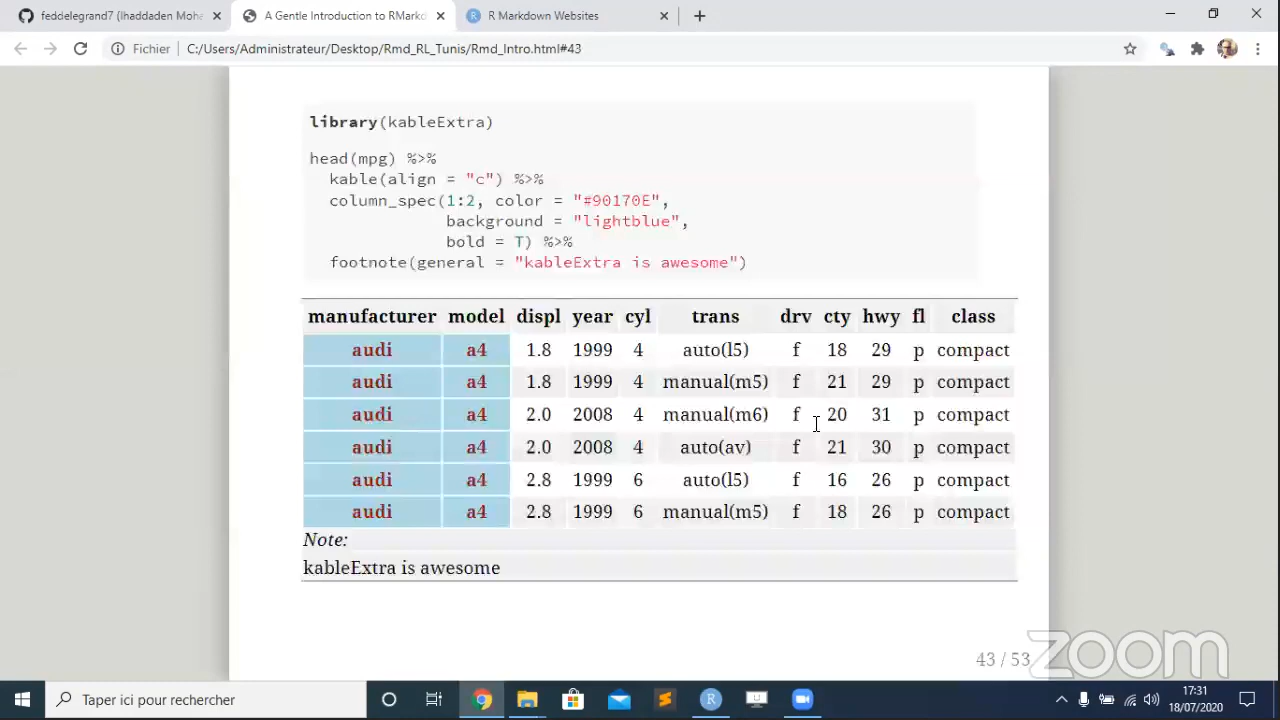 feddelegrand7 (Ihaddaden Moha
A Gentle Introduction to RMarkdo
R Markdown Websites
Fichier
C:/Users/Administrateur/Desktop/Rmd_RL_Tunis/Rmd_Intro.html#43
library(kableExtra)
head(mpg) %>%
kable(align = "c") %>%
column_spec(1:2, color = "#90170E",
background = "lightblue",
bold = T) %>%
footnote(general = "kableExtra is awesome")
manufacturer model displ year cyl trans drv cty hwy fl class
audi a4 1.8 1999 4 auto(l5) f 18 29 p compact
audi a4 1.8 1999 4 manual(m5) f 21 29 p compact
audi a4 2.0 2008 4 manual(m6) f 20 31 p compact
audi a4 2.0 2008 4 auto(av) f 21 30 p compact
audi a4 2.8 1999 6 auto(l5) f 16 26 p compact
audi a4 2.8 1999 6 manual(m5) f 18 26 p compact
Note:
kableExtra is awesome
43 / 53
zoom
Taper ici pour rechercher
R
17:31
18/07/2020